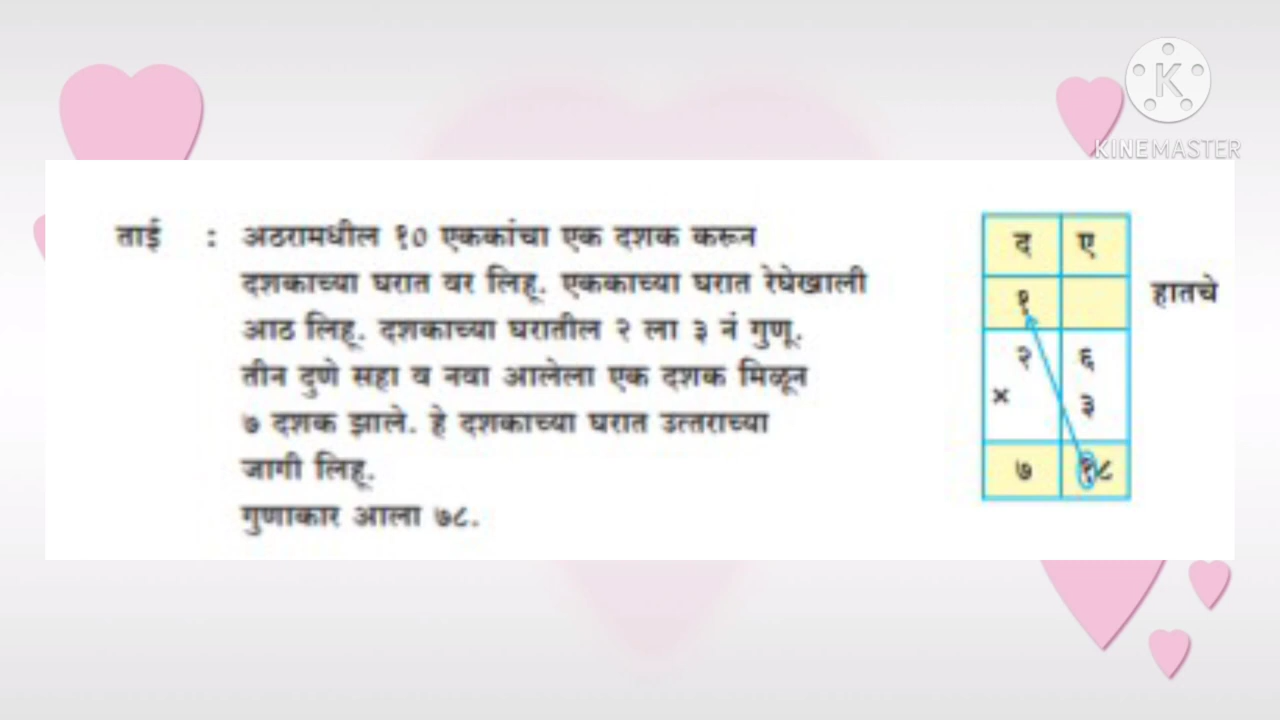 KINEMASTER
ताई : अठरामधील १० एककांचा एक दशक करून
दशकाच्या घरात वर लिहू. एककाच्या घरात रेघेखाली
आठ लिहू. दशकाच्या घरातील २ ला ३ नं गुणू.
तीन दुणे सहा व नवा आलेला एक दशक मिळून
७ दशक झाले. हे दशकाच्या घरात उत्तराच्या
जागी लिहू.
गुणाकार आला ७८.
द ए
१ हातचे
२ ६
× ३
७ १८